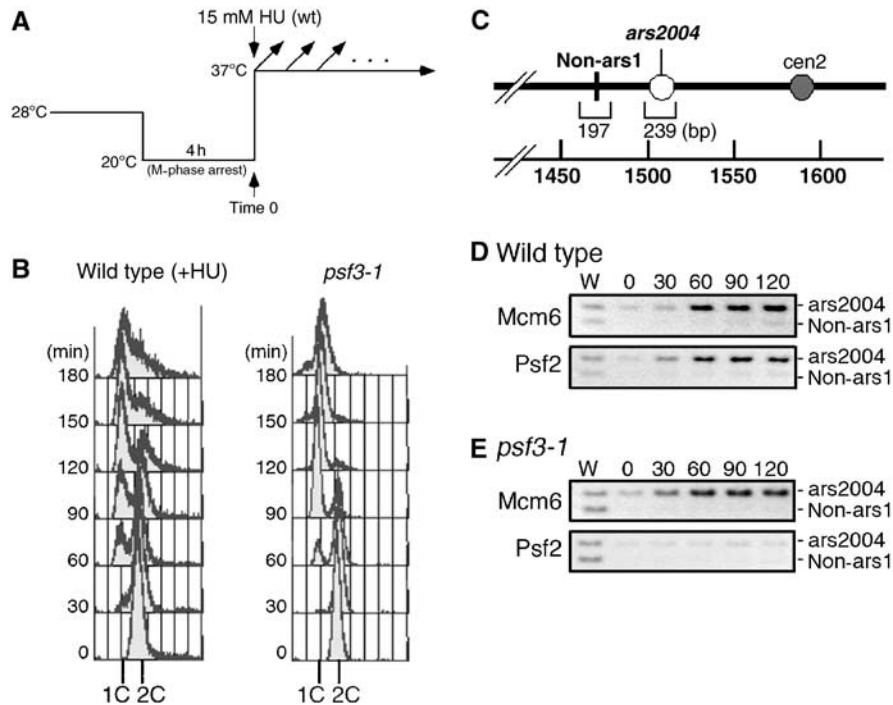 A
15 mM HU (wt)
37°C
28°C
4 h
20°C
(M-phase arrest)
Time 0
B
Wild type (+HU)
psf3-1
(min)
180
150
120
90
60
30
0
1C 2C
(min)
180
150
120
90
60
30
0
1C 2C
C
ars2004
Non-ars1
cen2
197
239 (bp)
1450 1500 1550 1600
D Wild type
W 0 30 60 90 120
Mcm6
ars2004
Non-ars1
Psf2
ars2004
Non-ars1
E psf3-1
W 0 30 60 90 120
Mcm6
ars2004
Non-ars1
Psf2
ars2004
Non-ars1